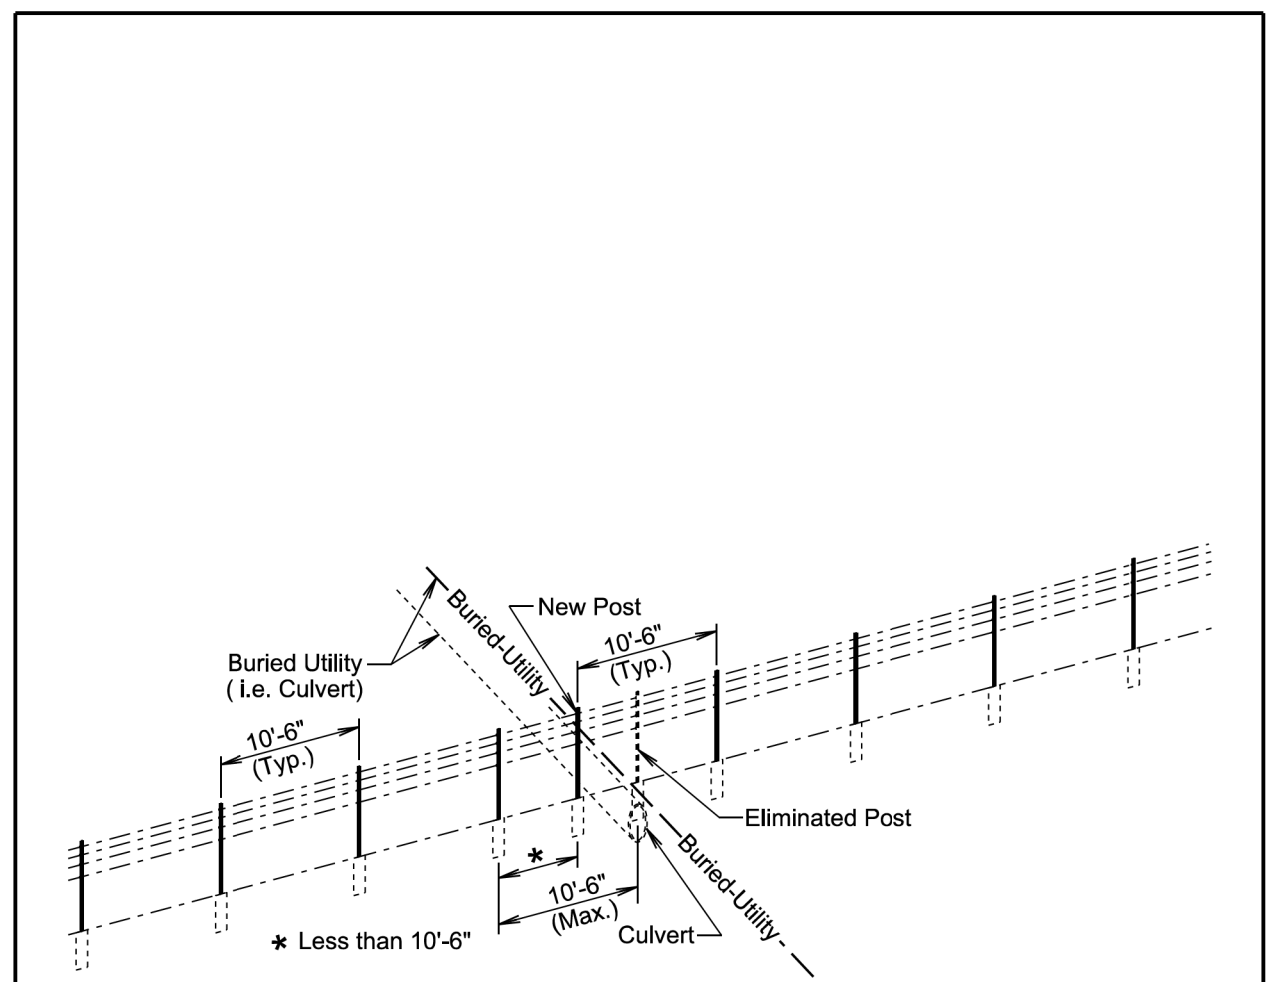 Buried-Utility
New Post
10'-6"
(Typ.)
Buried Utility
( i.e. Culvert)
10'-6"
(Typ.)
Eliminated Post
*
10'-6"
(Max.)
Buried-Utility
Culvert
* Less than 10'-6"